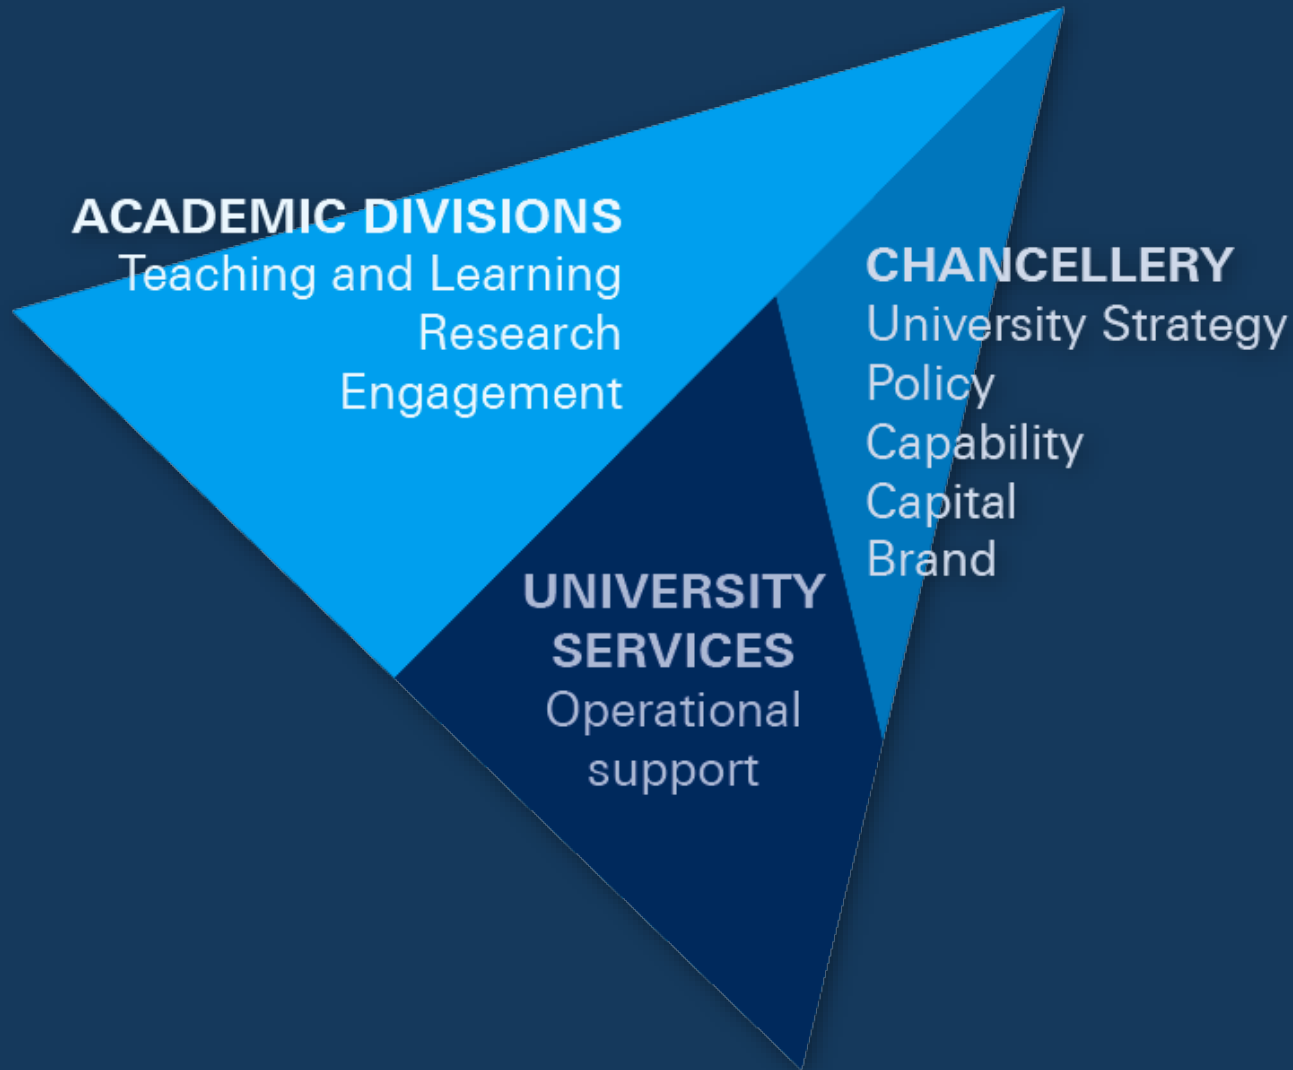 ACADEMIC DIVISIONS
Teaching and Learning
Research
Engagement
CHANCELLERY
University Strategy
Policy
Capability
Capital
Brand
UNIVERSITY
SERVICES
Operational
support